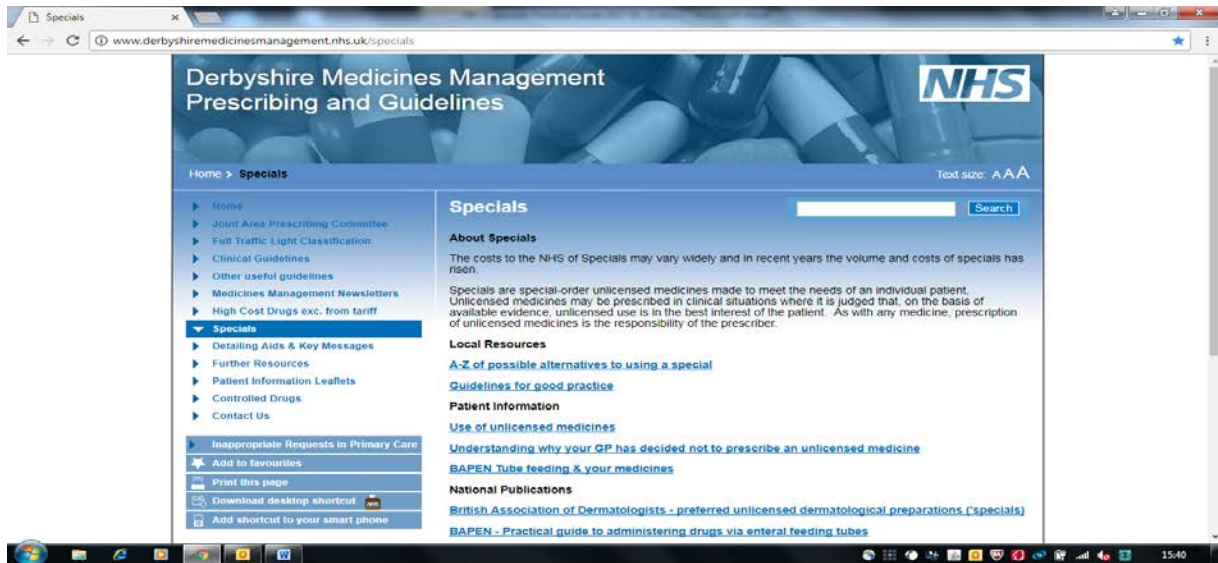 Specials
www.derbyshiremedicinesmanagement.nhs.uk/specials
Derbyshire Medicines Management
Prescribing and Guidelines
NHS
Home > Specials
Text size: A A A
Home
Joint Area Prescribing Committee
Full Traffic Light Classification
Clinical Guidelines
Other useful guidelines
Medicines Management Newsletters
High Cost Drugs exc. from tariff
Specials
Detailing Aids & Key Messages
Further Resources
Patient Information Leaflets
Controlled Drugs
Contact Us
Inappropriate Requests in Primary Care
Add to favourites
Print this page
Download desktop shortcut
Add shortcut to your smart phone
Specials
Search
About Specials
The costs to the NHS of Specials may vary widely and in recent years the volume and costs of specials has
risen.
Specials are special-order unlicensed medicines made to meet the needs of an individual patient.
Unlicensed medicines may be prescribed in clinical situations where it is judged that, on the basis of
available evidence, unlicensed use is in the best interest of the patient. As with any medicine, prescription
of unlicensed medicines is the responsibility of the prescriber.
Local Resources
A-Z of possible alternatives to using a special
Guidelines for good practice
Patient Information
Use of unlicensed medicines
Understanding why your GP has decided not to prescribe an unlicensed medicine
BAPEN Tube feeding & your medicines
National Publications
British Association of Dermatologists - preferred unlicensed dermatological preparations ('specials)
BAPEN - Practical guide to administering drugs via enteral feeding tubes
15:40